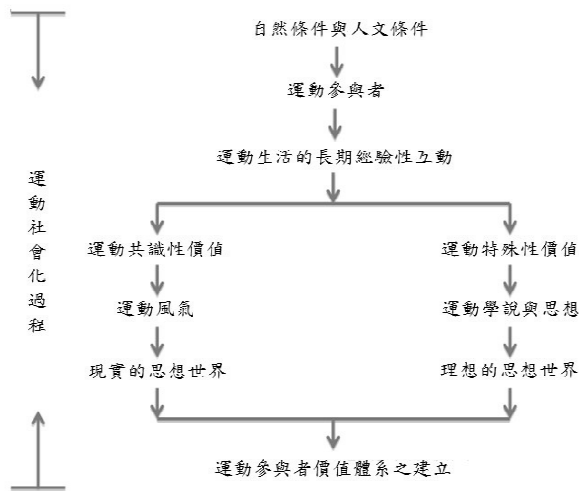 自然條件與人文條件
運動參與者
運動生活的長期經驗性互動
運動社會化過程
運動共識性價值
運動特殊性價值
運動風氣
運動學說與思想
現實的思想世界
理想的思想世界
運動參與者價值體系之建立